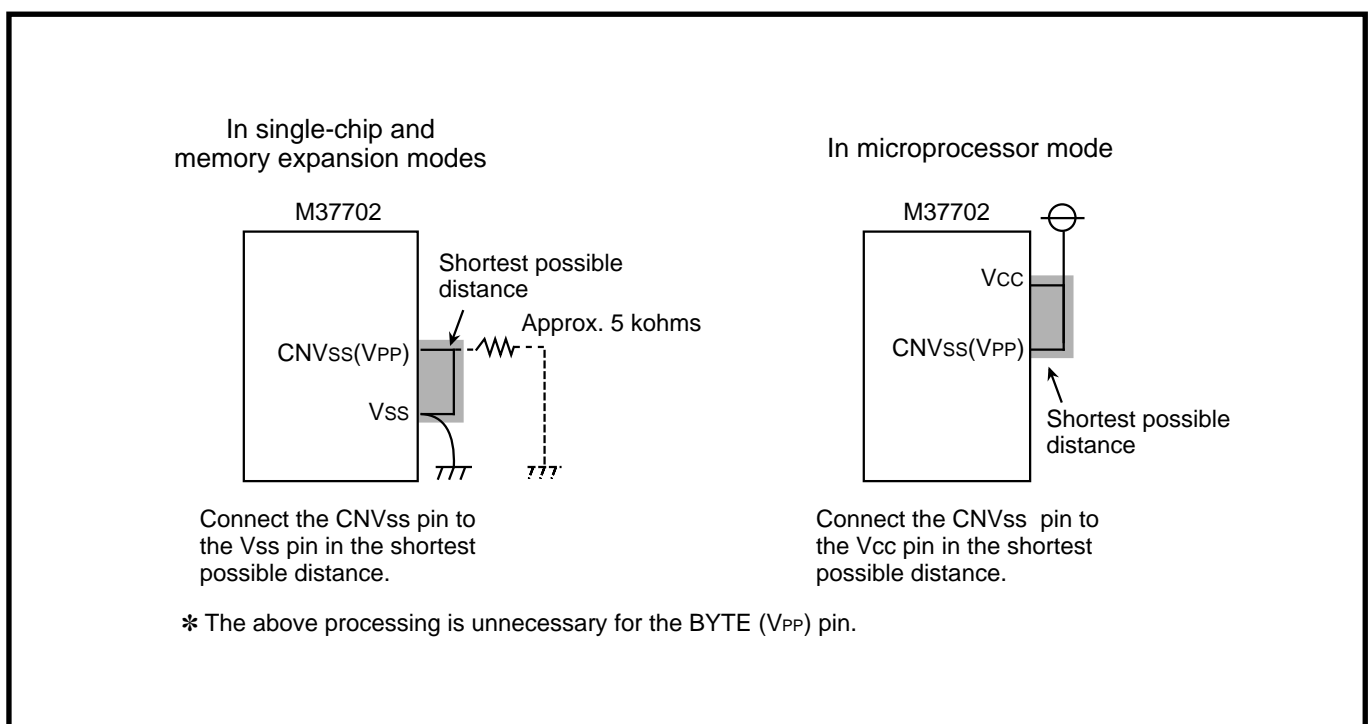 In single-chip and
memory expansion modes
M37702
Shortest possible
distance
Approx. 5 kohms
CNVss(VPP)
Vss
Connect the CNVss pin to
the Vss pin in the shortest
possible distance.
In microprocessor mode
M37702
Vcc
CNVss(VPP)
Shortest possible
distance
Connect the CNVss  pin to
the Vcc pin in the shortest
possible distance.
✽ The above processing is unnecessary for the BYTE (VPP) pin.